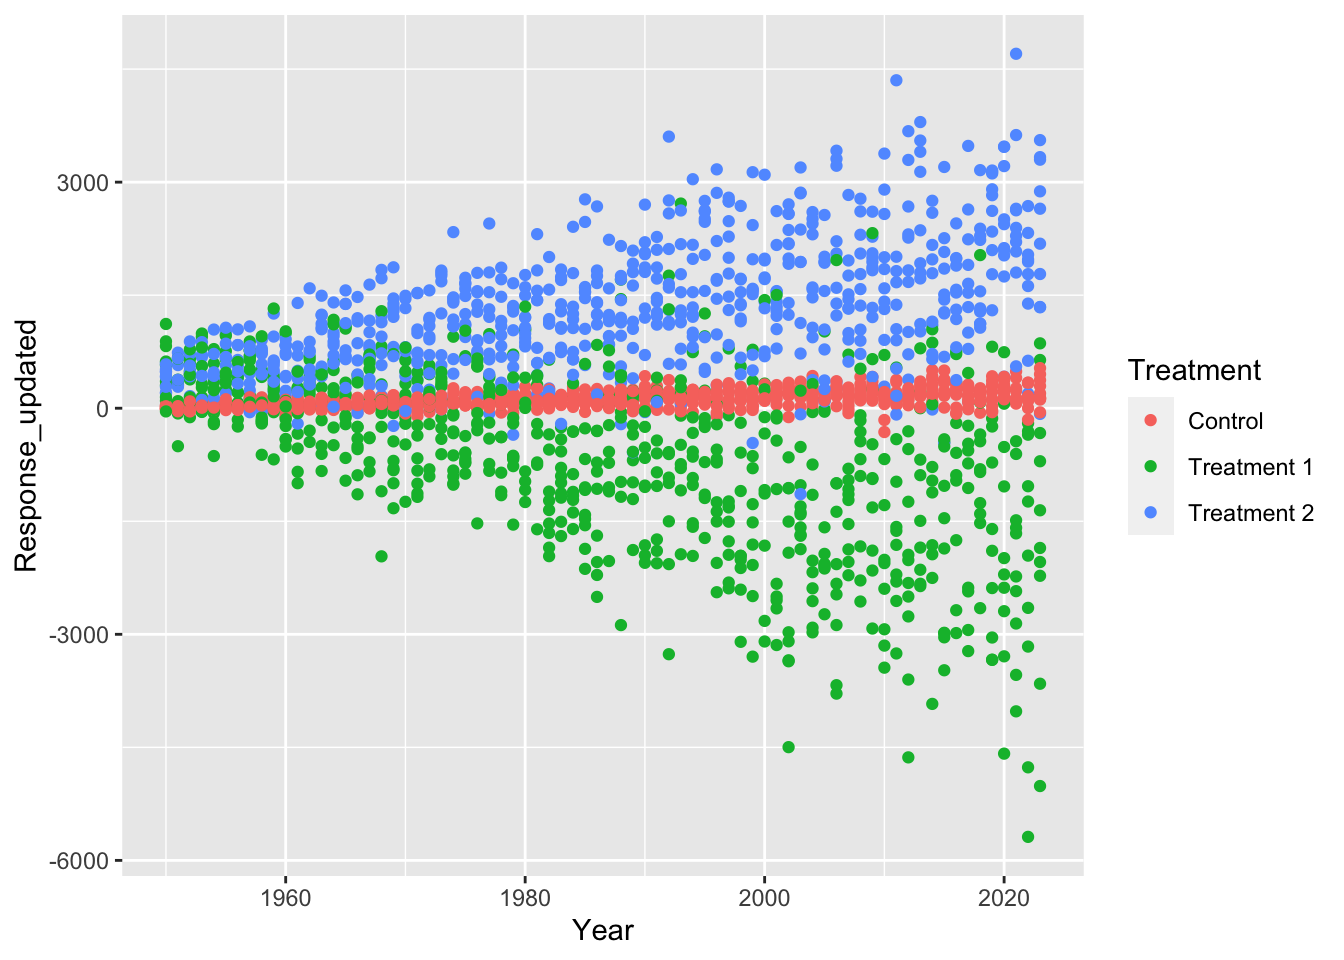 Response_updated
3000
0
-3000
-6000
1960
1980
2000
2020
Year
Treatment
Control
Treatment 1
Treatment 2